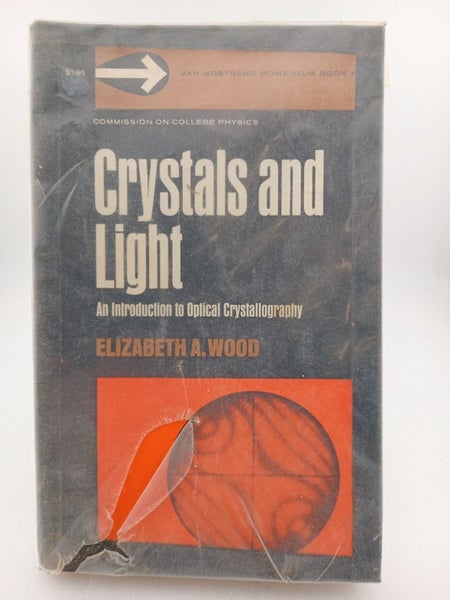 $1.95
VAN NOSTRAND MOMENTUM BOOK #
COMMISSION ON COLLEGE PHYSICS
Crystals and
Light
An Introduction to Optical Crystallography
ELIZABETH A. WOOD